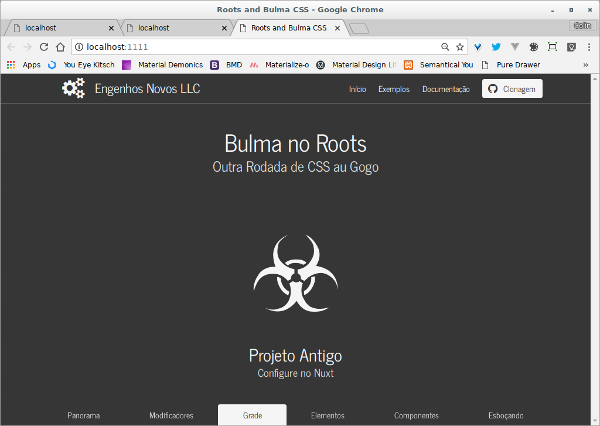 Roots and Bulma CSS - Google Chrome
localhost
localhost
Roots and Bulma CSS
Colin
localhost:1111
Apps
You Eye Kitsch
Material Demonics
BMD
Materialize-o
Material Design Lit
Semantical You
Pure Drawer
Engenhos Novos LLC
Início
Exemplos
Documentação
Clonagem
Bulma no Roots
Outra Rodada de CSS au Gogo
Projeto Antigo
Configure no Nuxt
Panorama
Modificadores
Grade
Elementos
Componentes
Esboçando